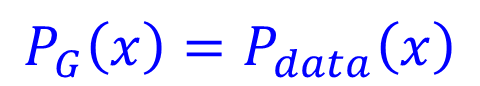 P_G(x) = P_data(x)